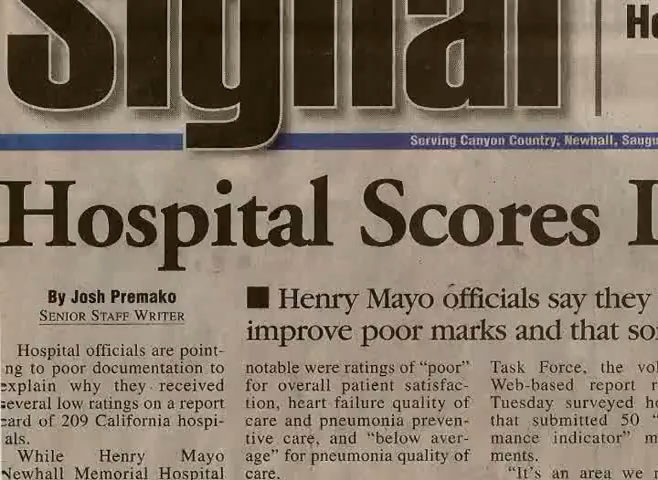 Signal
Ho
Serving Canyon Country, Newhall, Saugu
Hospital Scores
By Josh Premako
SENIOR STAFF WRITER
Hospital officials are point-
ng to poor documentation to
explain why they received
several low ratings on a report
card of 209 California hospi-
als.
While Henry Mayo
Newhall Memorial Hospital
■ Henry Mayo officials say they
improve poor marks and that so
notable were ratings of “poor”
for overall patient satisfac-
tion, heart failure quality of
care and pneumonia preven-
tive care, and “below aver-
age” for pneumonia quality of
care.
Task Force, the vol
Web-based report r
Tuesday surveyed ho
that submitted 50 “
mance indicator” m
ments.
“It’s an area we